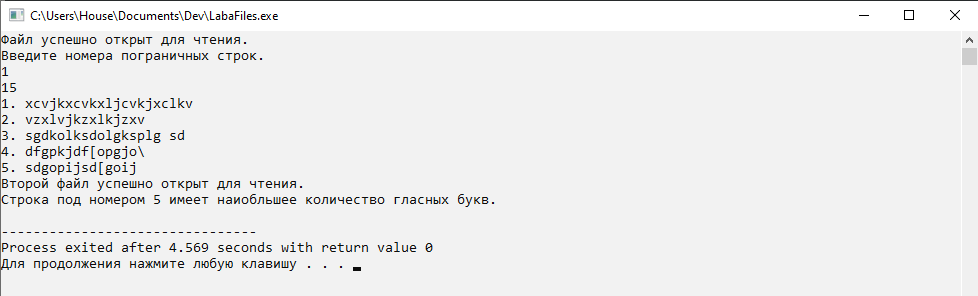 C:\Users\House\Documents\Dev\LabaFiles.exe
Файл успешно открыт для чтения.
Введите номера пограничных строк.
1
15
1. xcvjkxcvkxljcvkjxclkv
2. vzxlvjkzxlkjzxv
3. sgdkolksdolgksplg sd
4. dfgpkjdf[opgjo\
5. sdgopijsd[goij
Второй файл успешно открыт для чтения.
Строка под номером 5 имеет наиобльшее количество гласных букв.
--------------------------------
Process exited after 4.569 seconds with return value 0
Для продолжения нажмите любую клавишу . . .